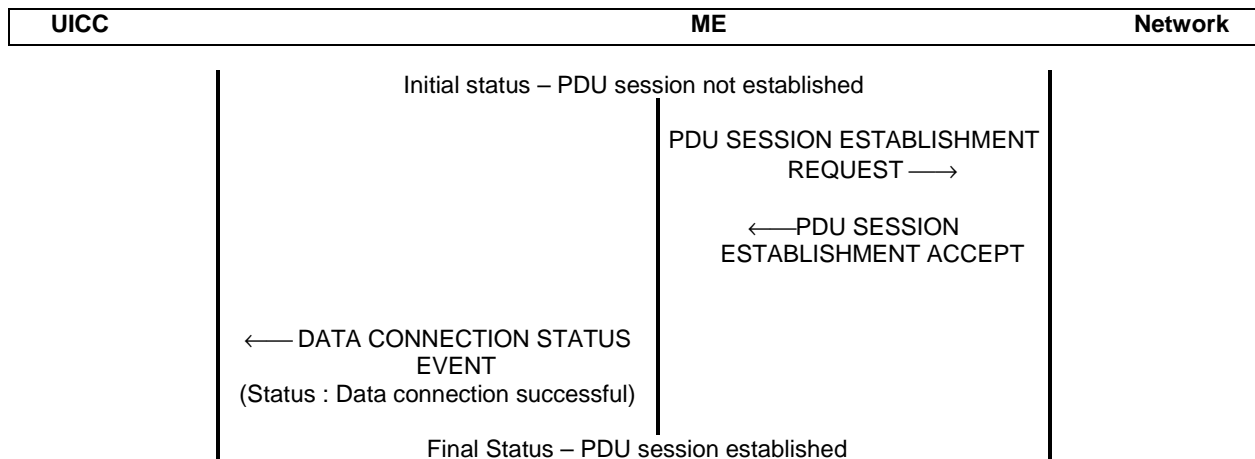 UICC ME Network
Initial status – PDU session not established
PDU SESSION ESTABLISHMENT
REQUEST ⟶
⟵PDU SESSION
ESTABLISHMENT ACCEPT
⟵ DATA CONNECTION STATUS
EVENT
(Status : Data connection successful)
Final Status – PDU session established